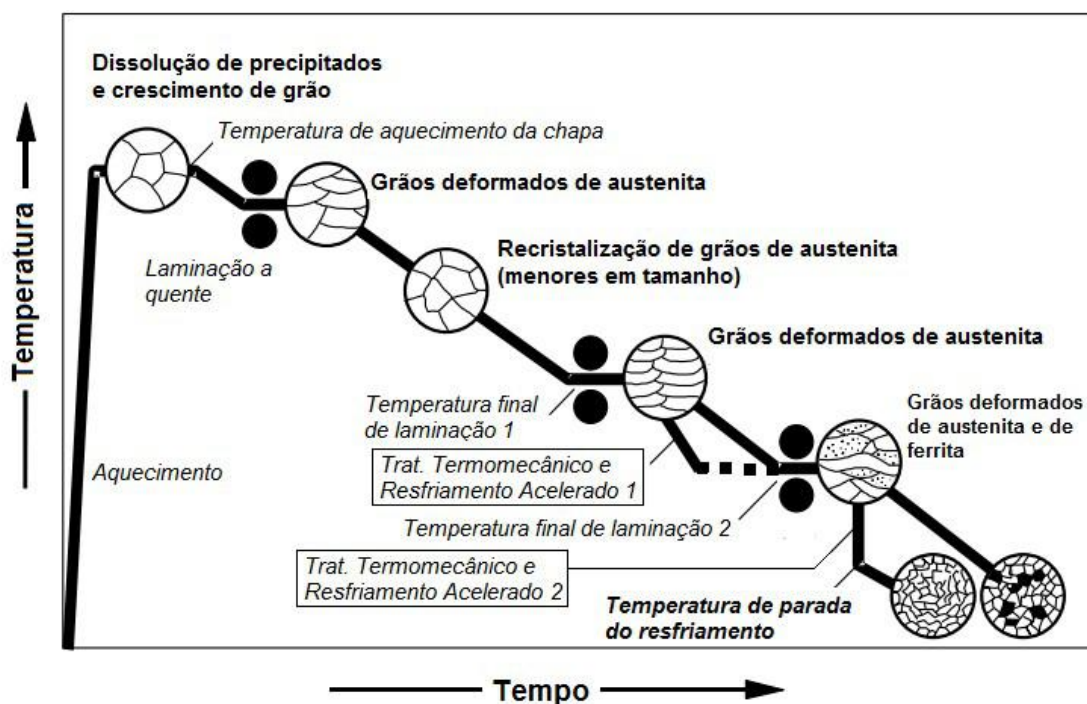 Dissolução de precipitados
e crescimento de grão
Temperatura de aquecimento da chapa
Grãos deformados de austenita
Laminação a
quente
Recristalização de grãos de austenita
(menores em tamanho)
Grãos deformados de austenita
Temperatura final
de laminação 1
Grãos deformados
de austenita e de
ferrita
Aquecimento
Trat. Termomecânico e
Resfriamento Acelerado 1
Temperatura final de laminação 2
Trat. Termomecânico e
Resfriamento Acelerado 2
Temperatura de parada
do resfriamento
Temperatura
Tempo